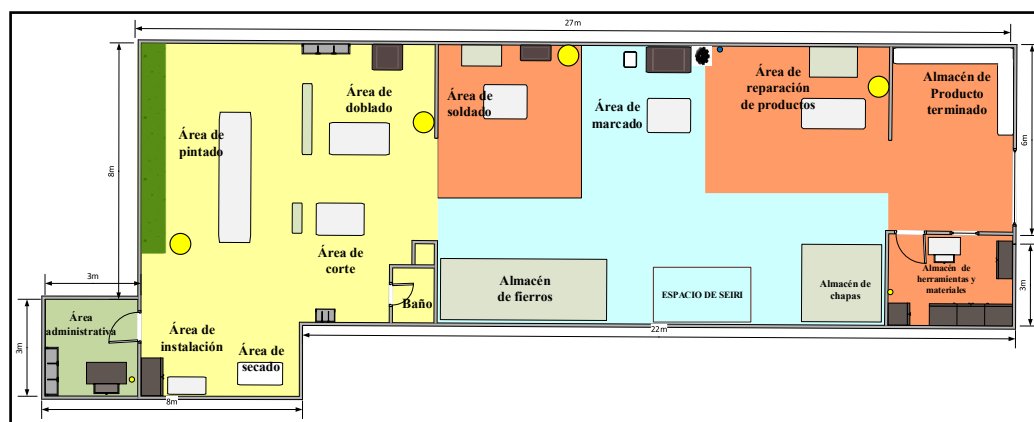 27m
8m
6m
3m
3m
3m
8m
22m
Área de
pintado
Área de
doblado
Área de
soldado
Área de
marcado
Área de
reparación
de productos
Almacén de
Producto
terminado
Área de
corte
Baño
Almacén
de fierros
ESPACIO DE SEIRI
Almacén de
chapas
Almacén de
herramientas y
materiales
Área
administrativa
Área de
instalación
Área de
secado